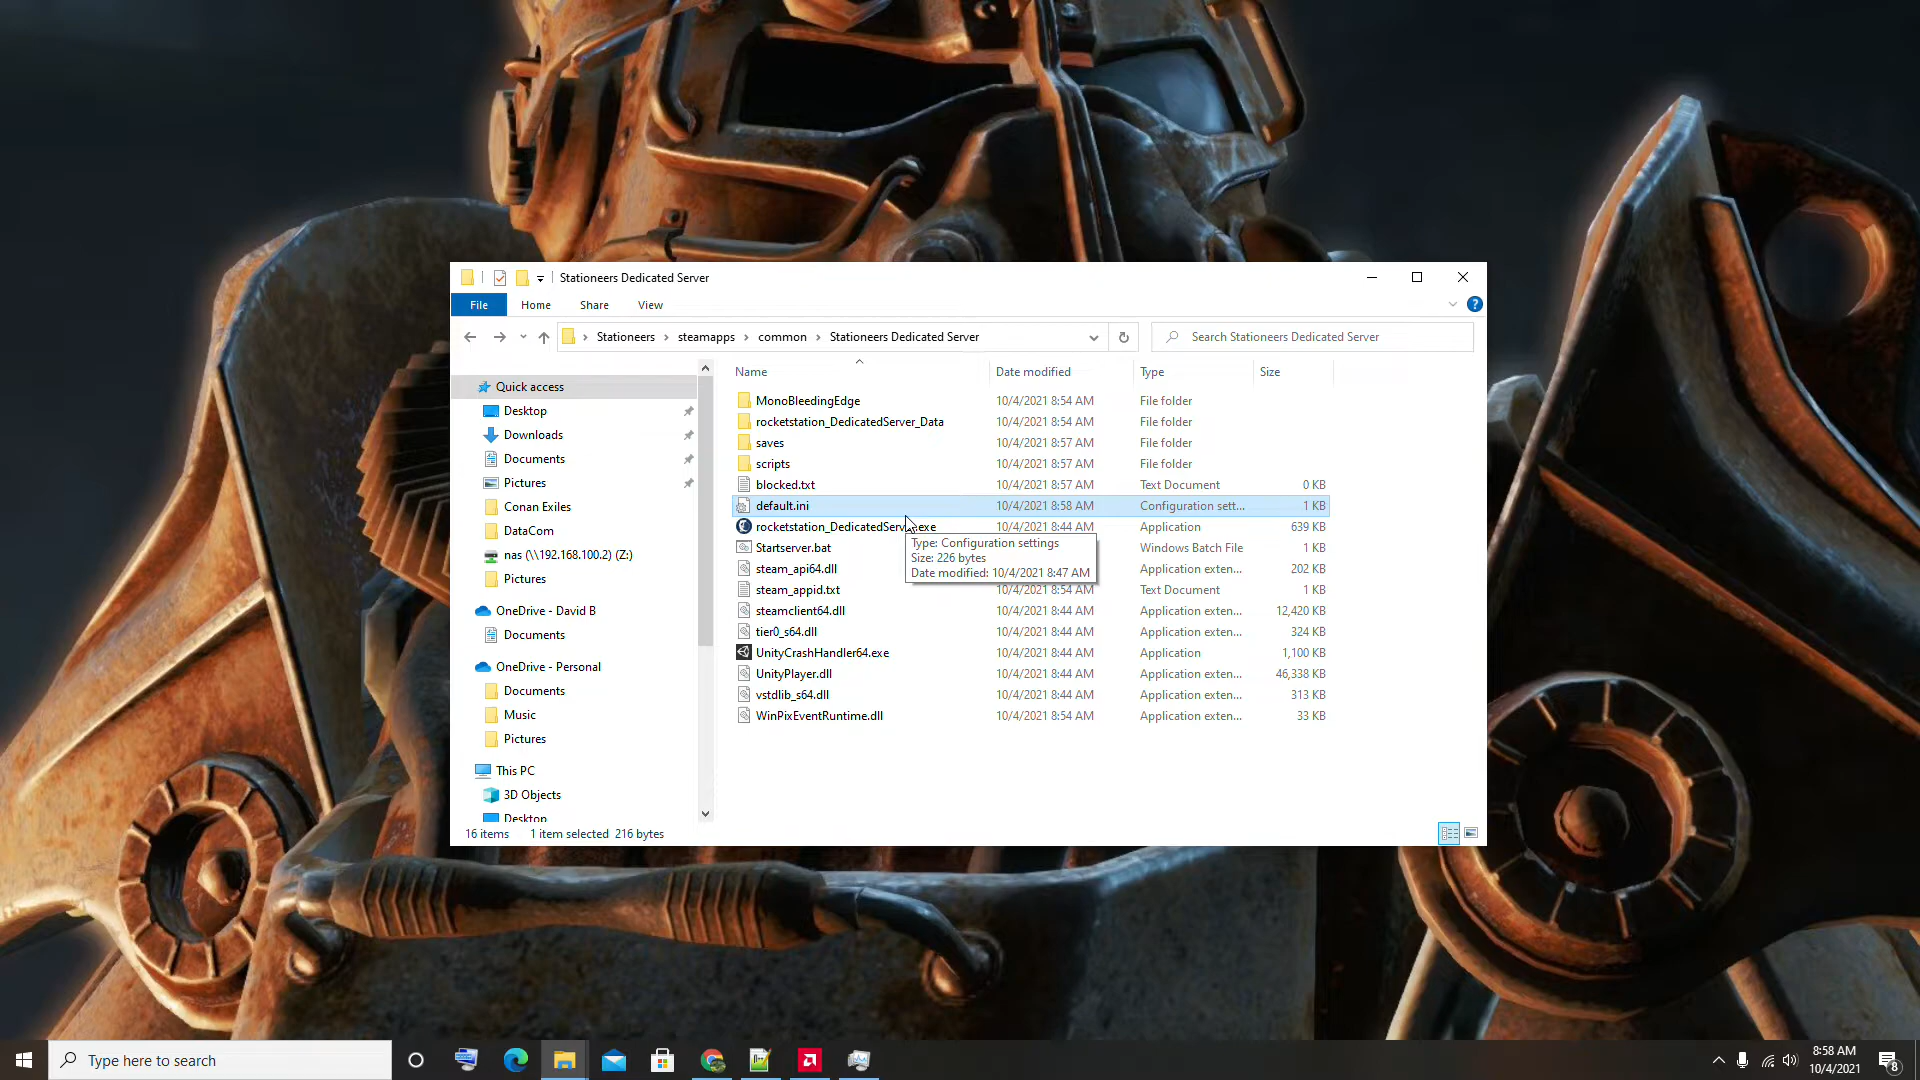 Stationeers Dedicated Server
File Home Share View
Stationeers steamapps common Stationeers Dedicated Server
Search Stationeers Dedicated Server
Name Date modified Type Size
Quick access
Desktop
Downloads
Documents
Pictures
Conan Exiles
DataCom
nas (\\192.168.100.2) (Z:)
Pictures
OneDrive - David B
Documents
OneDrive - Personal
Documents
Music
Pictures
This PC
3D Objects
Desktop
MonoBleedingEdge 10/4/2021 8:54 AM File folder
rocketstation_DedicatedServer_Data 10/4/2021 8:54 AM File folder
saves 10/4/2021 8:57 AM File folder
scripts 10/4/2021 8:57 AM File folder
blocked.txt 10/4/2021 8:57 AM Text Document 0 KB
default.ini 10/4/2021 8:58 AM Configuration sett... 1 KB
rocketstation_DedicatedServer.exe 10/4/2021 8:44 AM Application 639 KB
Startserver.bat Windows Batch File 1 KB
steam_api64.dll Application exten... 202 KB
steam_appid.txt 10/4/2021 8:54 AM Text Document 1 KB
steamclient64.dll 10/4/2021 8:44 AM Application exten... 12,420 KB
tier0_s64.dll 10/4/2021 8:44 AM Application exten... 324 KB
UnityCrashHandler64.exe 10/4/2021 8:44 AM Application 1,100 KB
UnityPlayer.dll 10/4/2021 8:44 AM Application exten... 46,338 KB
vstdlib_s64.dll 10/4/2021 8:44 AM Application exten... 313 KB
WinPixEventRuntime.dll 10/4/2021 8:54 AM Application exten... 33 KB
Type: Configuration settings
Size: 226 bytes
Date modified: 10/4/2021 8:47 AM
16 items 1 item selected 216 bytes
Type here to search
8:58 AM
10/4/2021
8